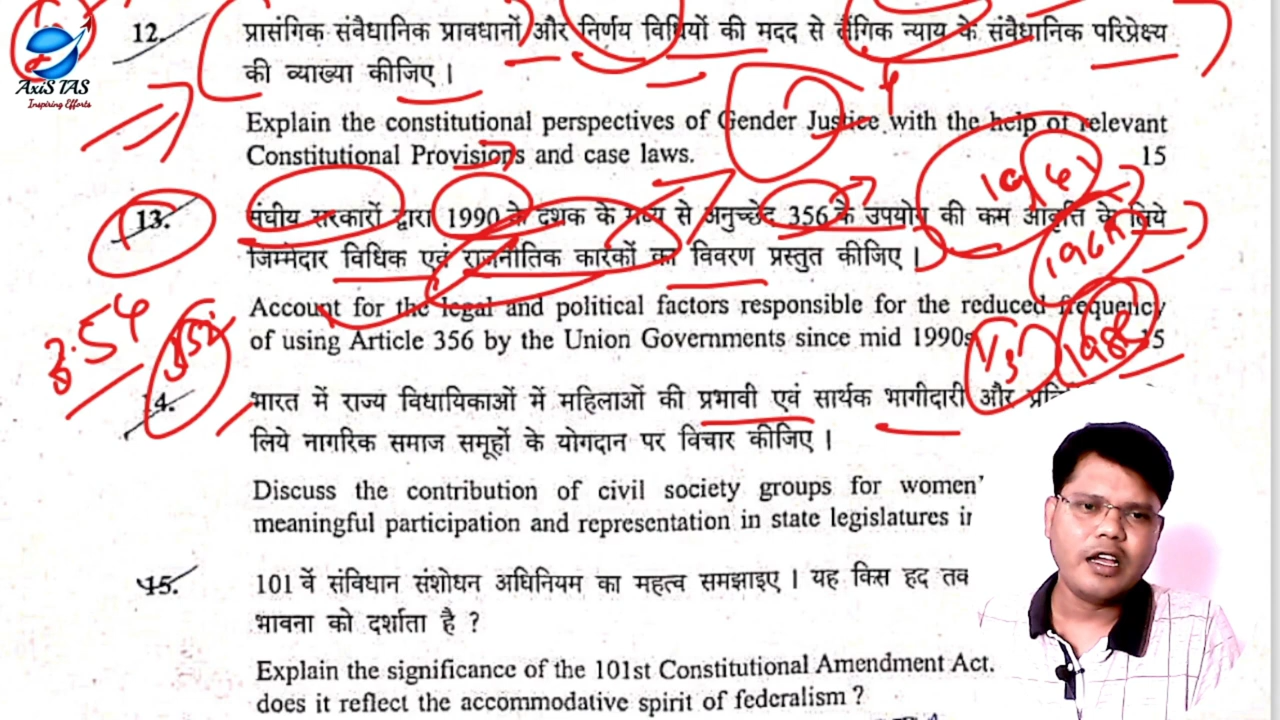 AxiS TAS
Inspiring Efforts
12. प्रासंगिक संवैधानिक प्रावधानों और निर्णय विधियों की मदद से लैंगिक न्याय के संवैधानिक परिप्रेक्ष्य
की व्याख्या कीजिए ।
Explain the constitutional perspectives of Gender Justice with the help of relevant
Constitutional Provisions and case laws. 15
13. संघीय सरकारों द्वारा 1990 के दशक के मध्य से अनुच्छेद 356 के उपयोग की कम आवृत्ति के लिये
जिम्मेदार विधिक एवं राजनीतिक कारकों का विवरण प्रस्तुत कीजिए ।
Account for the legal and political factors responsible for the reduced frequency
of using Article 356 by the Union Governments since mid 1990s 15
14. भारत में राज्य विधायिकाओं में महिलाओं की प्रभावी एवं सार्थक भागीदारी और
लिये नागरिक समाज समूहों के योगदान पर विचार कीजिए ।
Discuss the contribution of civil society groups for women'
meaningful participation and representation in state legislatures
15. 101 वें संविधान संशोधन अधिनियम का महत्व समझाइए । यह किस हद तक
भावना को दर्शाता है ?
Explain the significance of the 101st Constitutional Amendment Act.
does it reflect the accommodative spirit of federalism ?